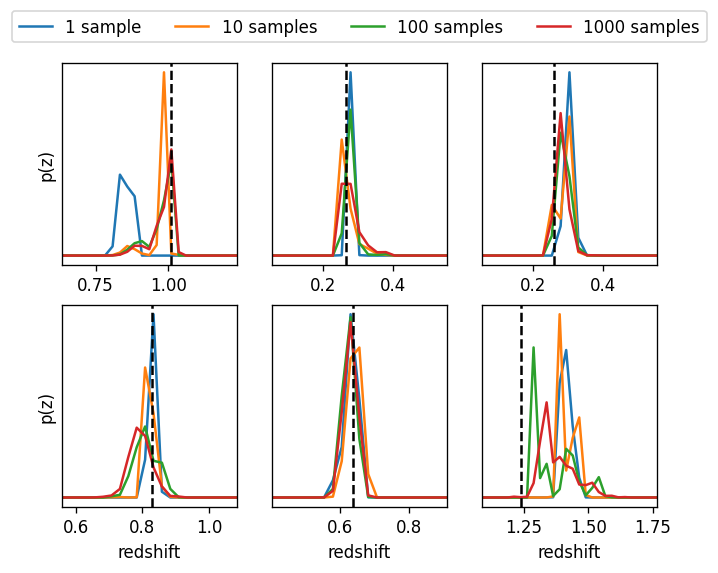 1 sample 10 samples 100 samples 1000 samples
p(z)
0.75 1.00 0.2 0.4 0.2 0.4
p(z)
0.6 0.8 1.0 0.6 0.8 1.25 1.50 1.75
redshift redshift redshift